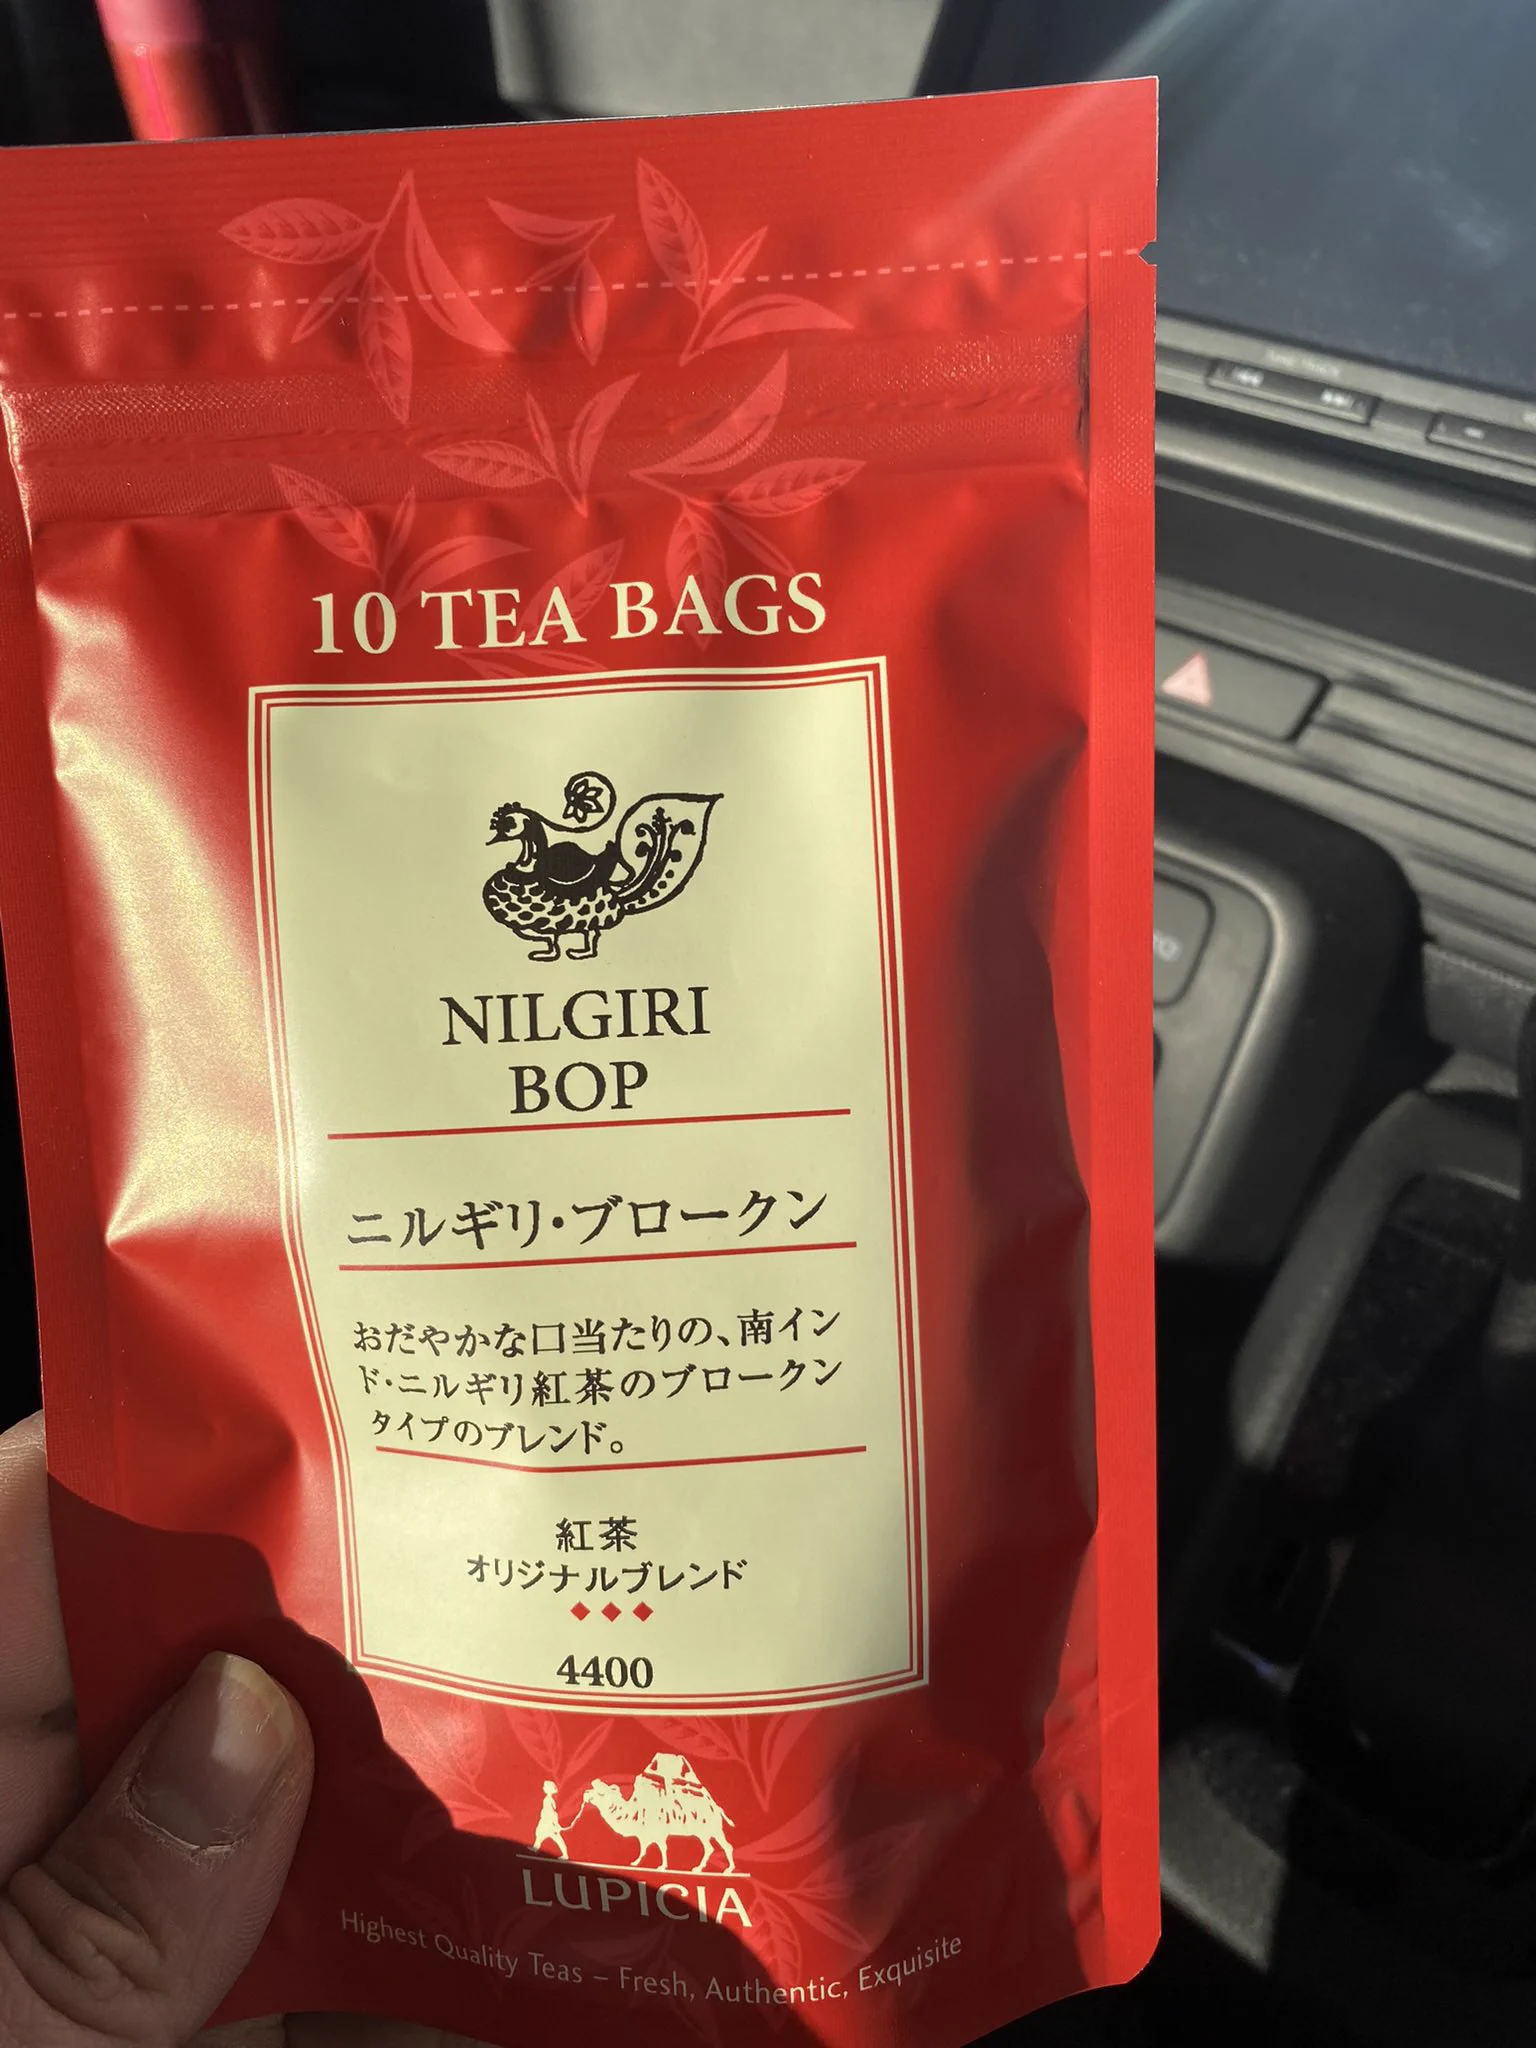 10 TEA BAGS
NILGIRI
BOP
ニルギリ・ブロークン
おだやかな口当たりの、南イン
ド・ニルギリ紅茶のブロークン
タイプのブレンド。
紅茶
オリジナルブレンド
4400
LUPICIA
Highest Quality Teas – Fresh, Authentic, Exquisite